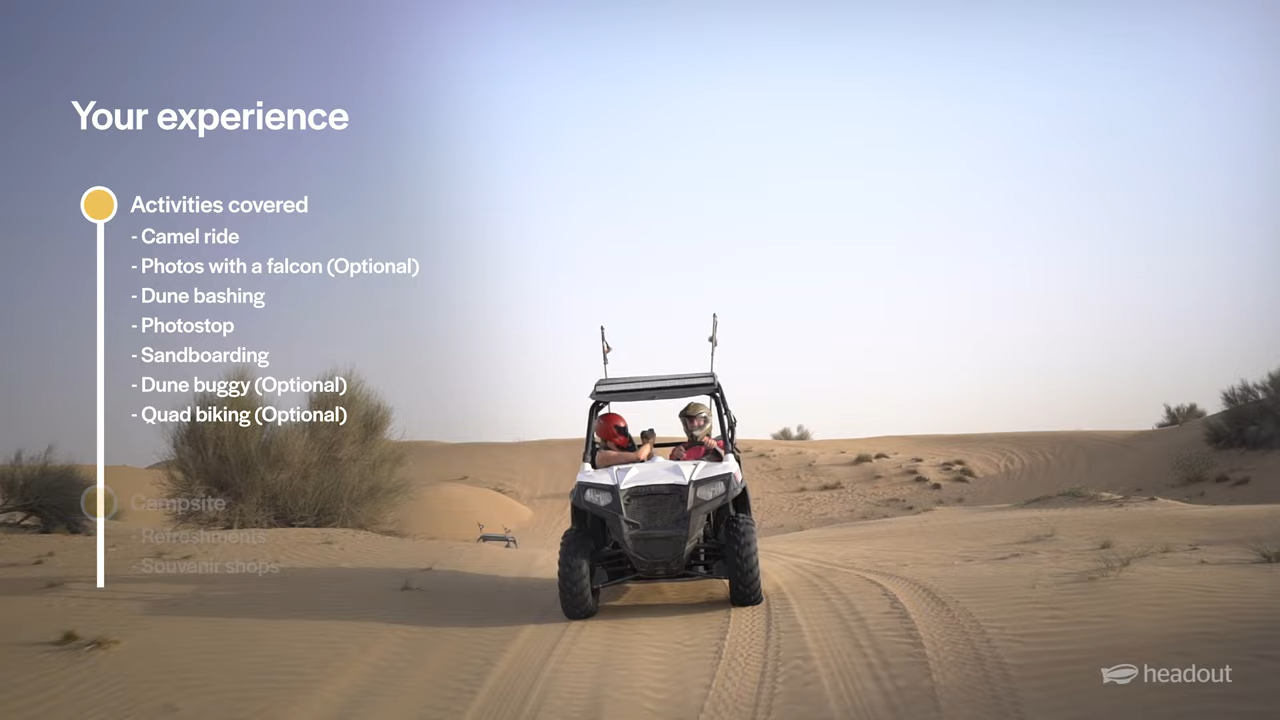 Your experience
Activities covered
- Camel ride
- Photos with a falcon (Optional)
- Dune bashing
- Photostop
- Sandboarding
- Dune buggy (Optional)
- Quad biking (Optional)
Campsite
- Refreshments
- Souvenir shops
headout